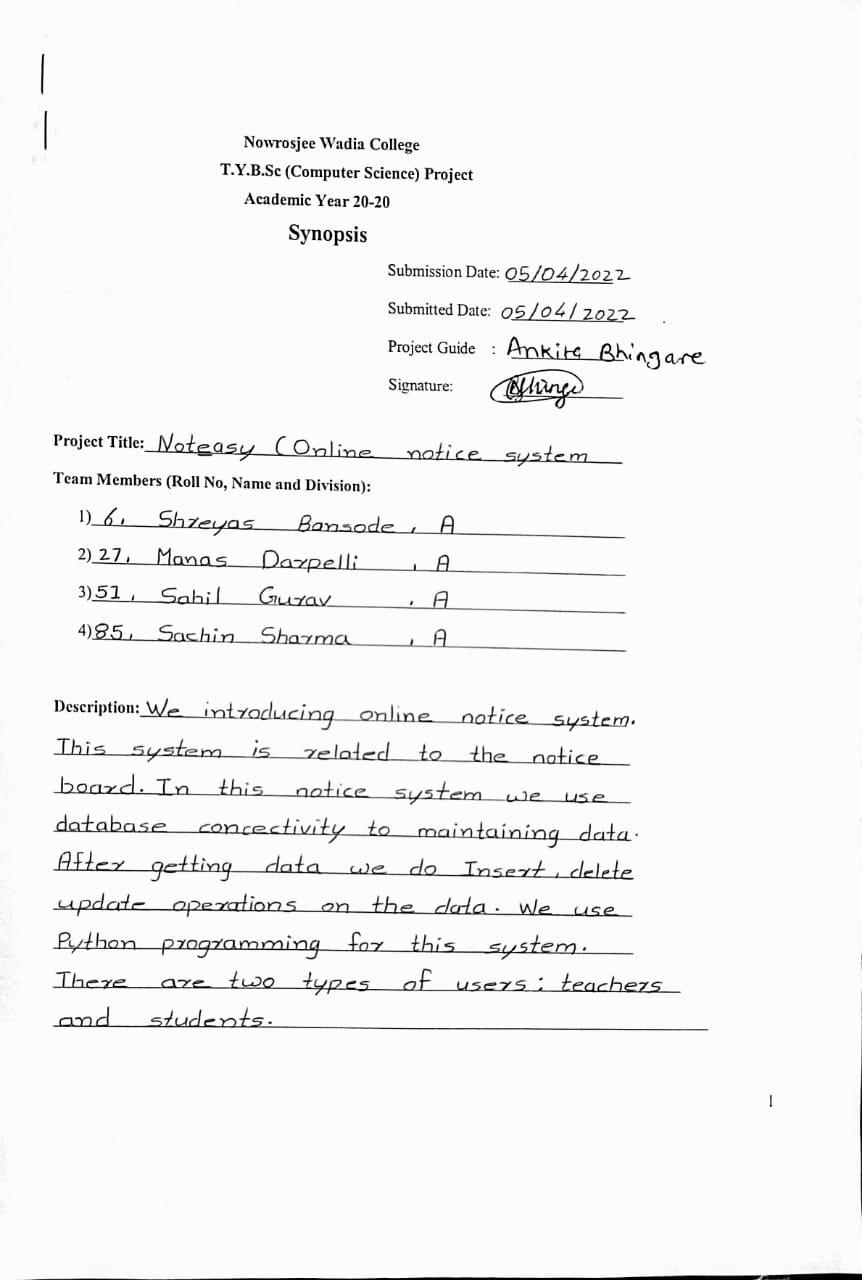 Nowrosjee Wadia College
T.Y.B.Sc (Computer Science) Project
Academic Year 20-20
Synopsis
Submission Date: 05/04/2022
Submitted Date: 05/04/2022
Project Guide : Ankita Bhingare
Signature:
Project Title: Noteasy (Online notice system
Team Members (Roll No, Name and Division):
1) 6, Shreyas Bansode, A
2) 27, Manas Darpelli , A
3) 51, Sahil Gurav , A
4) 85, Sachin Sharma , A
Description: We introducing online notice system.
This system is related to the notice
board. In this notice system we use
database concectivity to maintaining data.
After getting data we do Insert, delete
update operations on the data. We use
Python programming for this system.
There are two types of users: teachers
and students.
1